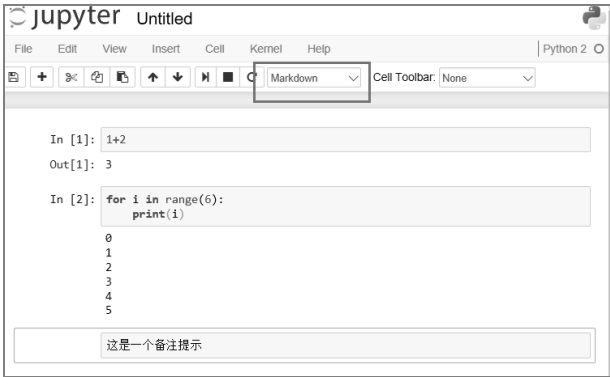 jupyter Untitled
File Edit View Insert Cell Kernel Help Python 2
Markdown Cell Toolbar: None
In [1]: 1+2
Out[1]: 3
In [2]: for i in range(6):
print(i)
0
1
2
3
4
5
这是一个备注提示